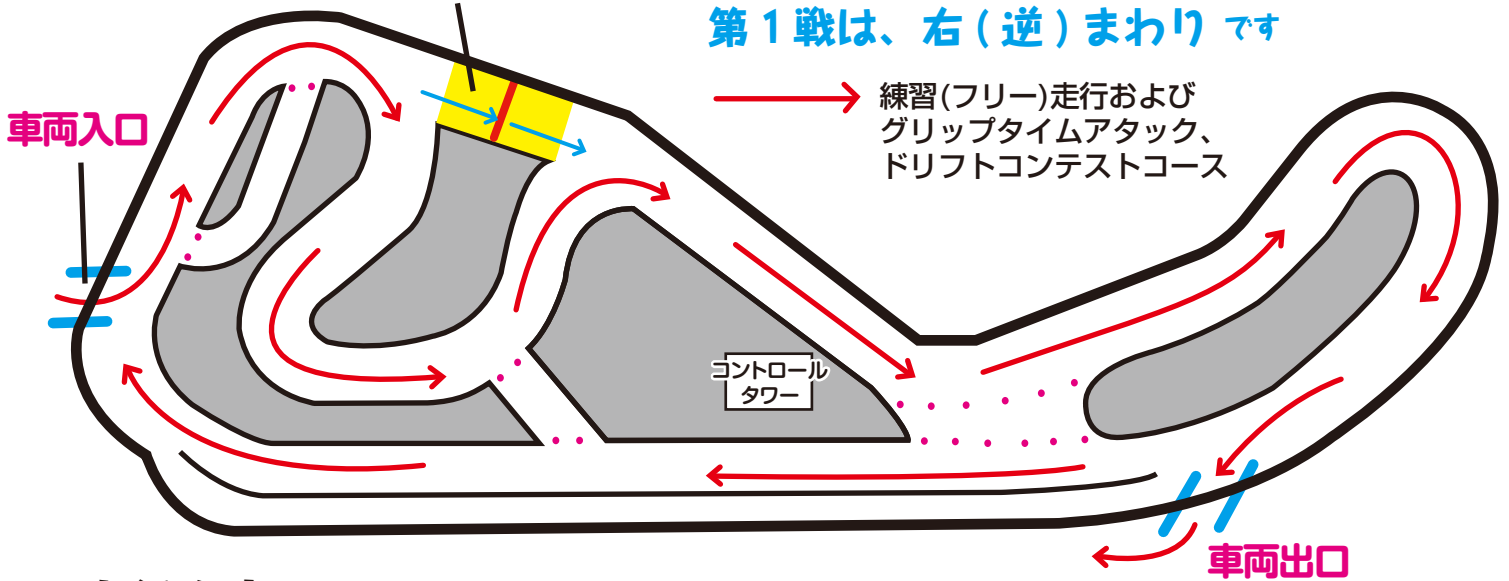 第1戦は、右(逆)まわりです
練習(フリー)走行および
グリップタイムアタック、
ドリフトコンテストコース
車両入口
コントロール
タワー
車両出口